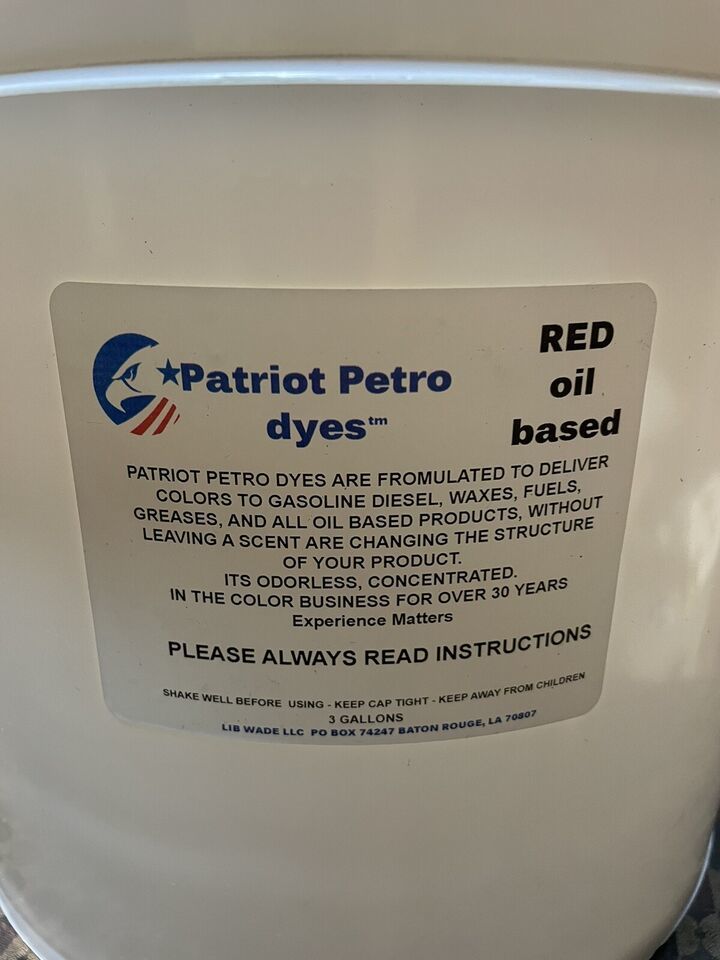 Patriot Petro
dyes™
RED
oil
based
PATRIOT PETRO DYES ARE FROMULATED TO DELIVER
COLORS TO GASOLINE DIESEL, WAXES, FUELS,
GREASES, AND ALL OIL BASED PRODUCTS, WITHOUT
LEAVING A SCENT ARE CHANGING THE STRUCTURE
OF YOUR PRODUCT.
ITS ODORLESS, CONCENTRATED.
IN THE COLOR BUSINESS FOR OVER 30 YEARS
Experience Matters
PLEASE ALWAYS READ INSTRUCTIONS
SHAKE WELL BEFORE USING - KEEP CAP TIGHT - KEEP AWAY FROM CHILDREN
3 GALLONS
LIB WADE LLC PO BOX 74247 BATON ROUGE, LA 70807